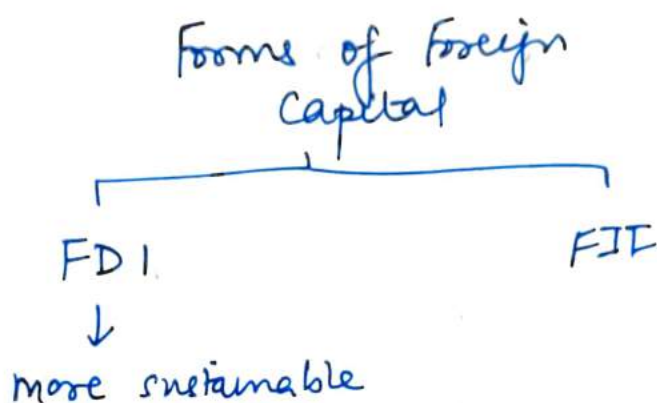 Forms of Foreign
Capital
FDI
FII
more sustainable